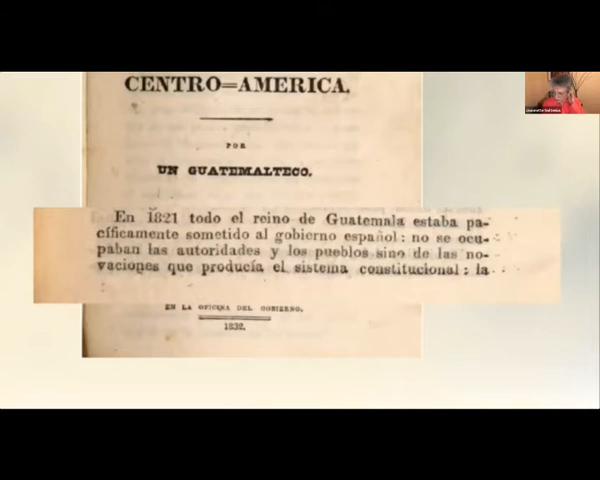 CENTRO=AMERICA.
POR
UN GUATEMALTECO.
En 1821 todo el reino de Guatemala estaba pa-
cíficamente sometido al gobierno español: no se ocu-
paban las autoridades y los pueblos sino de las no-
vaciones que producía el sistema constitucional: la
EN LA OFICINA DEL GOBIERNO.
1832.